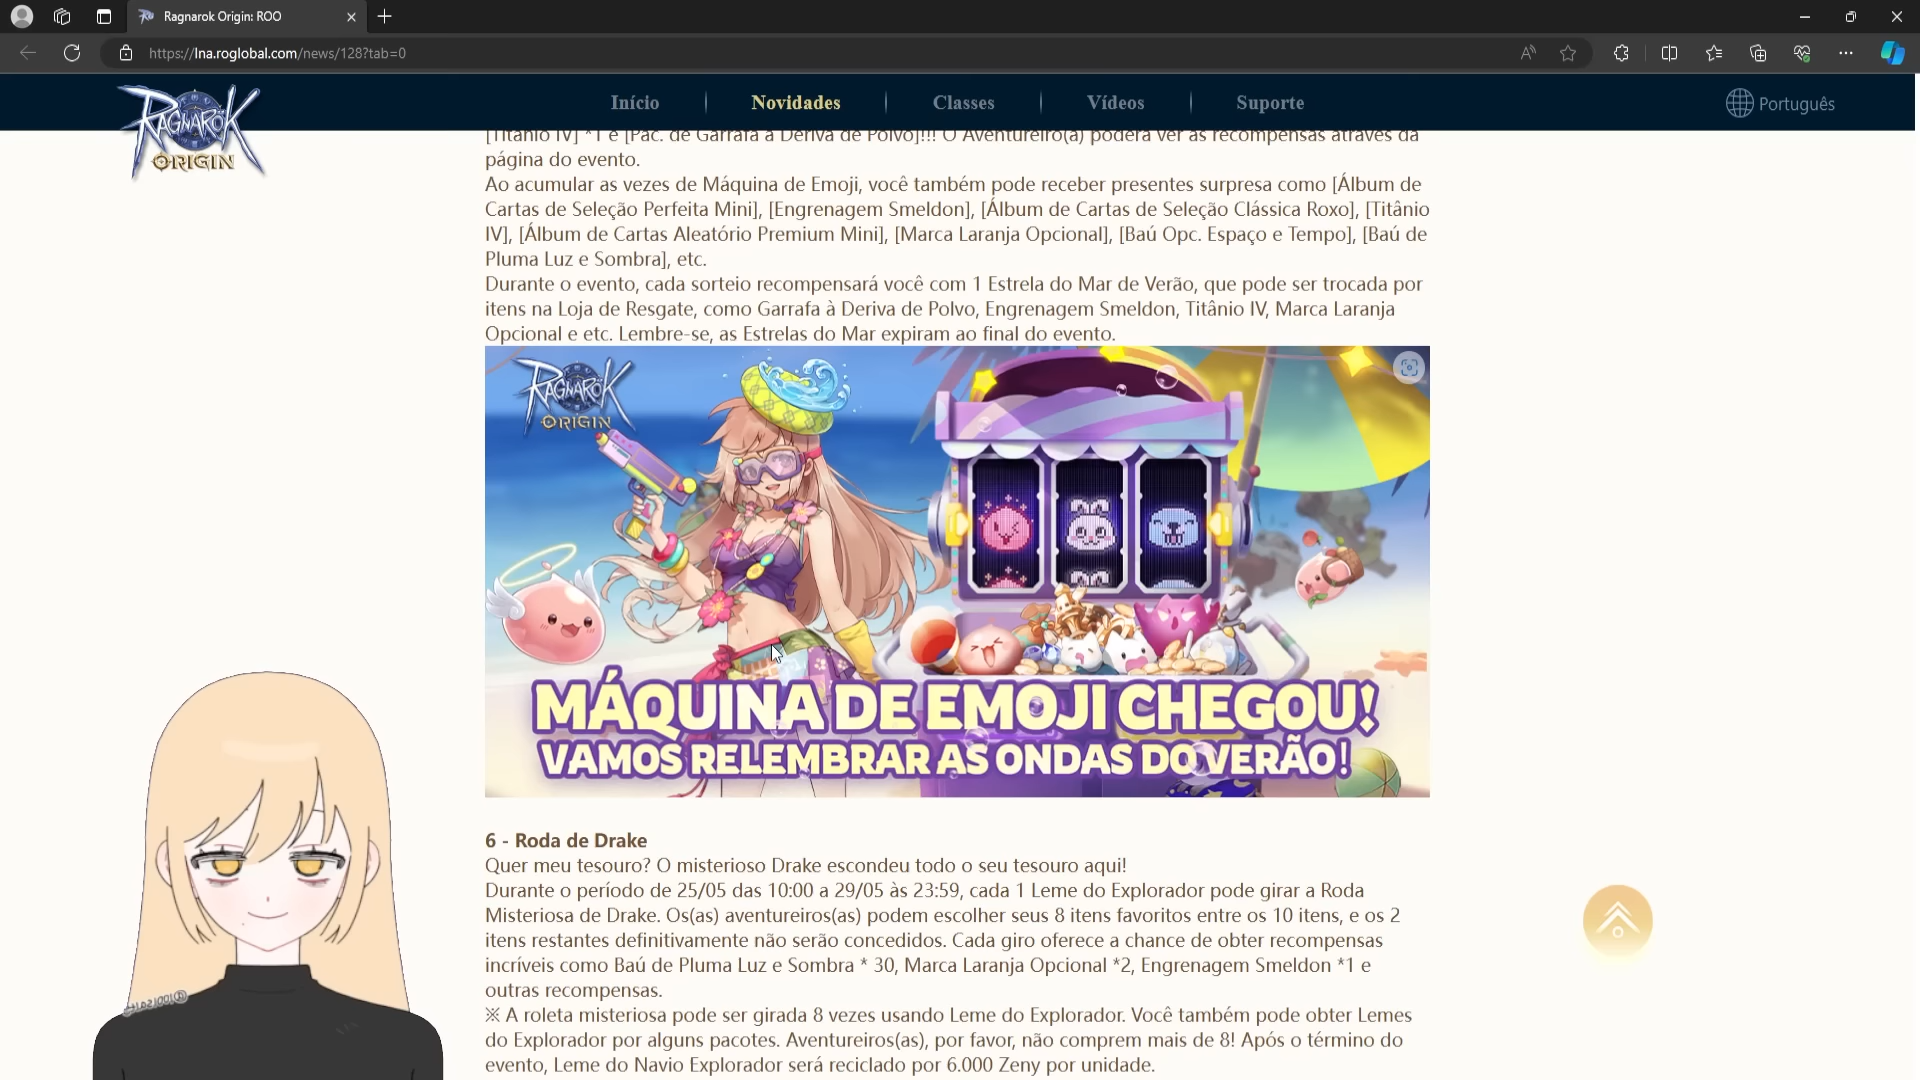 Ragnarok Origin: ROO
https://lna.roglobal.com/news/128?tab=0
RAGNARÖK
ORIGIN
Início
Novidades
Classes
Vídeos
Suporte
Português
[Titânio IV] *1 e [Pac. de Garrafa à Deriva de Polvo]!!! O Aventureiro(a) poderá ver as recompensas através da
página do evento.
Ao acumular as vezes de Máquina de Emoji, você também pode receber presentes surpresa como [Álbum de
Cartas de Seleção Perfeita Mini], [Engrenagem Smeldon], [Álbum de Cartas de Seleção Clássica Roxo], [Titânio
IV], [Álbum de Cartas Aleatório Premium Mini], [Marca Laranja Opcional], [Baú Opc. Espaço e Tempo], [Baú de
Pluma Luz e Sombra], etc.
Durante o evento, cada sorteio recompensará você com 1 Estrela do Mar de Verão, que pode ser trocada por
itens na Loja de Resgate, como Garrafa à Deriva de Polvo, Engrenagem Smeldon, Titânio IV, Marca Laranja
Opcional e etc. Lembre-se, as Estrelas do Mar expiram ao final do evento.
RAGNARÖK
ORIGIN
MÁQUINA DE EMOJI CHEGOU!
VAMOS RELEMBRAR AS ONDAS DO VERÃO!
6 - Roda de Drake
Quer meu tesouro? O misterioso Drake escondeu todo o seu tesouro aqui!
Durante o período de 25/05 das 10:00 a 29/05 às 23:59, cada 1 Leme do Explorador pode girar a Roda
Misteriosa de Drake. Os(as) aventureiros(as) podem escolher seus 8 itens favoritos entre os 10 itens, e os 2
itens restantes definitivamente não serão concedidos. Cada giro oferece a chance de obter recompensas
incríveis como Baú de Pluma Luz e Sombra * 30, Marca Laranja Opcional *2, Engrenagem Smeldon *1 e
outras recompensas.
※ A roleta misteriosa pode ser girada 8 vezes usando Leme do Explorador. Você também pode obter Lemes
do Explorador por alguns pacotes. Aventureiros(as), por favor, não comprem mais de 8! Após o término do
evento, Leme do Navio Explorador será reciclado por 6.000 Zeny por unidade.